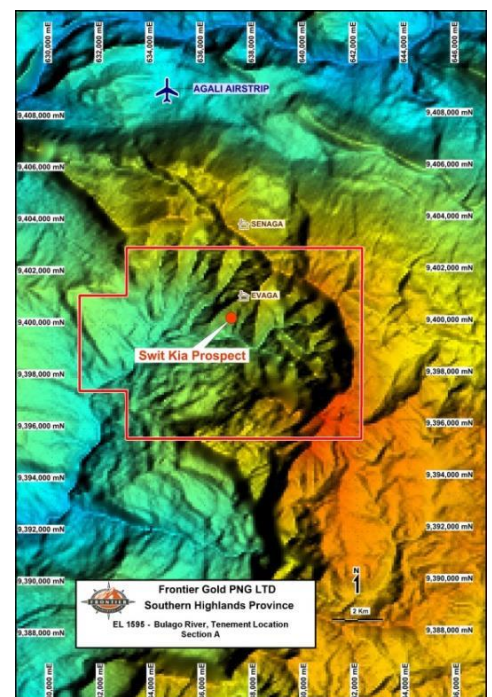 630,000 mE
632,000 mE
634,000 mE
636,000 mE
638,000 mE
640,000 mE
642,000 mE
644,000 mE
646,000 mE
AGALI AIRSTRIP
9,408,000 mN
9,408,000 mN
9,406,000 mN
9,406,000 mN
9,404,000 mN
9,404,000 mN
SENAGA
9,402,000 mN
9,402,000 mN
EVAGA
9,400,000 mN
9,400,000 mN
Swit Kia Prospect
9,398,000 mN
9,398,000 mN
9,396,000 mN
9,396,000 mN
9,394,000 mN
9,394,000 mN
9,392,000 mN
9,392,000 mN
9,390,000 mN
9,390,000 mN
N
2 Km
FRONTIER
Frontier Gold PNG LTD
Southern Highlands Province
EL 1595 - Bulago River, Tenement Location
Section A
9,388,000 mN
9,388,000 mN